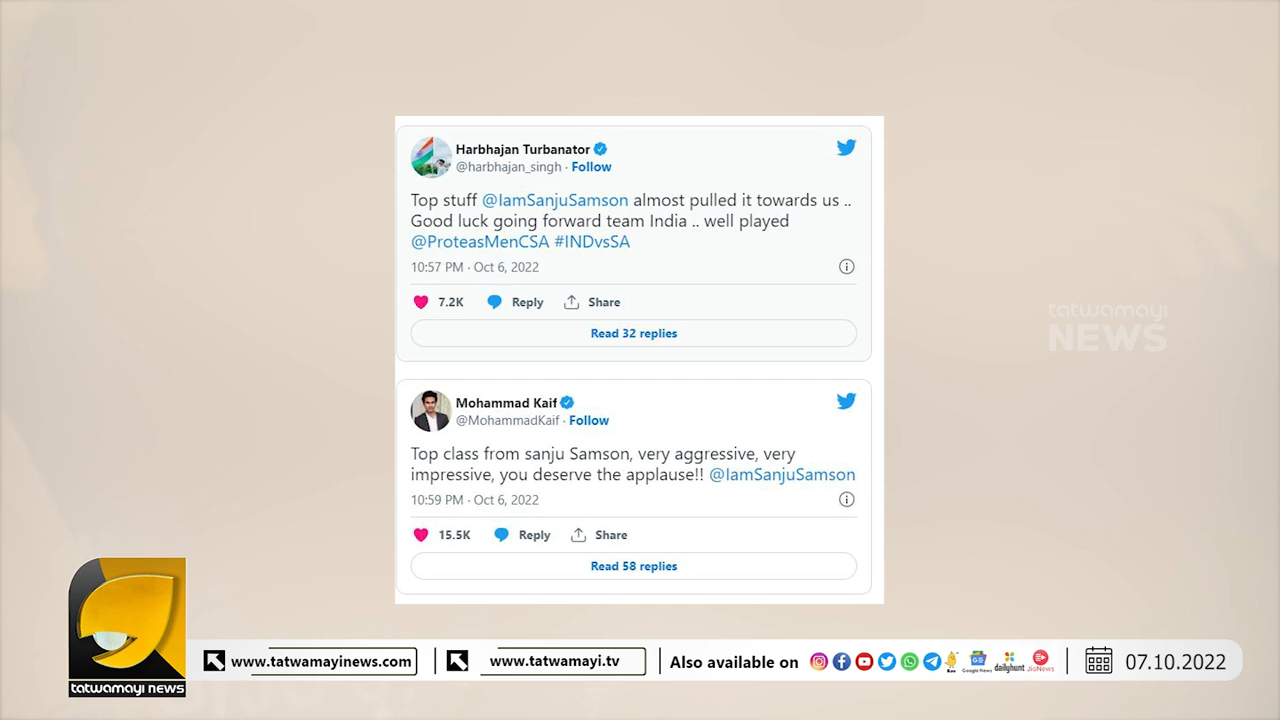 Harbhajan Turbanator
@harbhajan_singh · Follow
Top stuff @IamSanjuSamson almost pulled it towards us ..
Good luck going forward team India .. well played
@ProteasMenCSA #INDvsSA
10:57 PM · Oct 6, 2022
7.2K Reply Share
Read 32 replies
tatwamayi
NEWS
Mohammad Kaif
@MohammadKaif · Follow
Top class from sanju Samson, very aggressive, very
impressive, you deserve the applause!! @IamSanjuSamson
10:59 PM · Oct 6, 2022
15.5K Reply Share
Read 58 replies
tatwamayi news
www.tatwamayinews.com www.tatwamayi.tv Also available on 07.10.2022
Google News dailyhunt JioNews